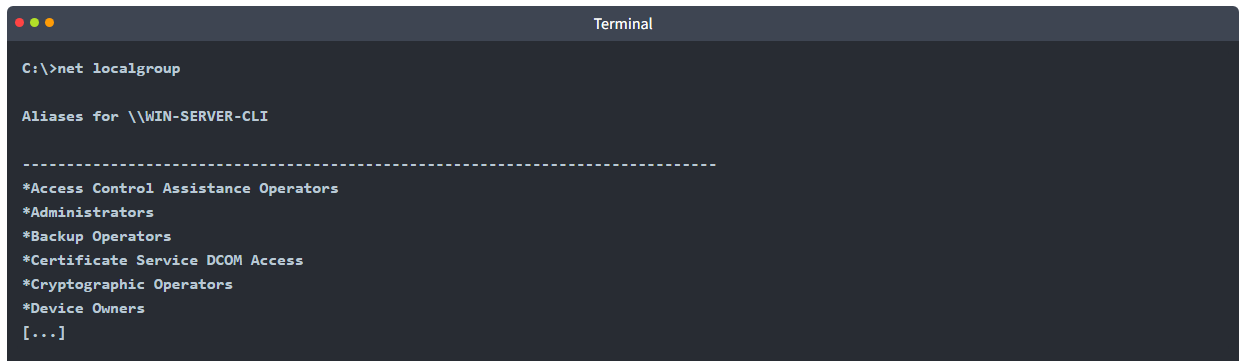 Terminal
C:\>net localgroup
Aliases for \\WIN-SERVER-CLI
-------------------------------------------------------------------------------
*Access Control Assistance Operators
*Administrators
*Backup Operators
*Certificate Service DCOM Access
*Cryptographic Operators
*Device Owners
[...]